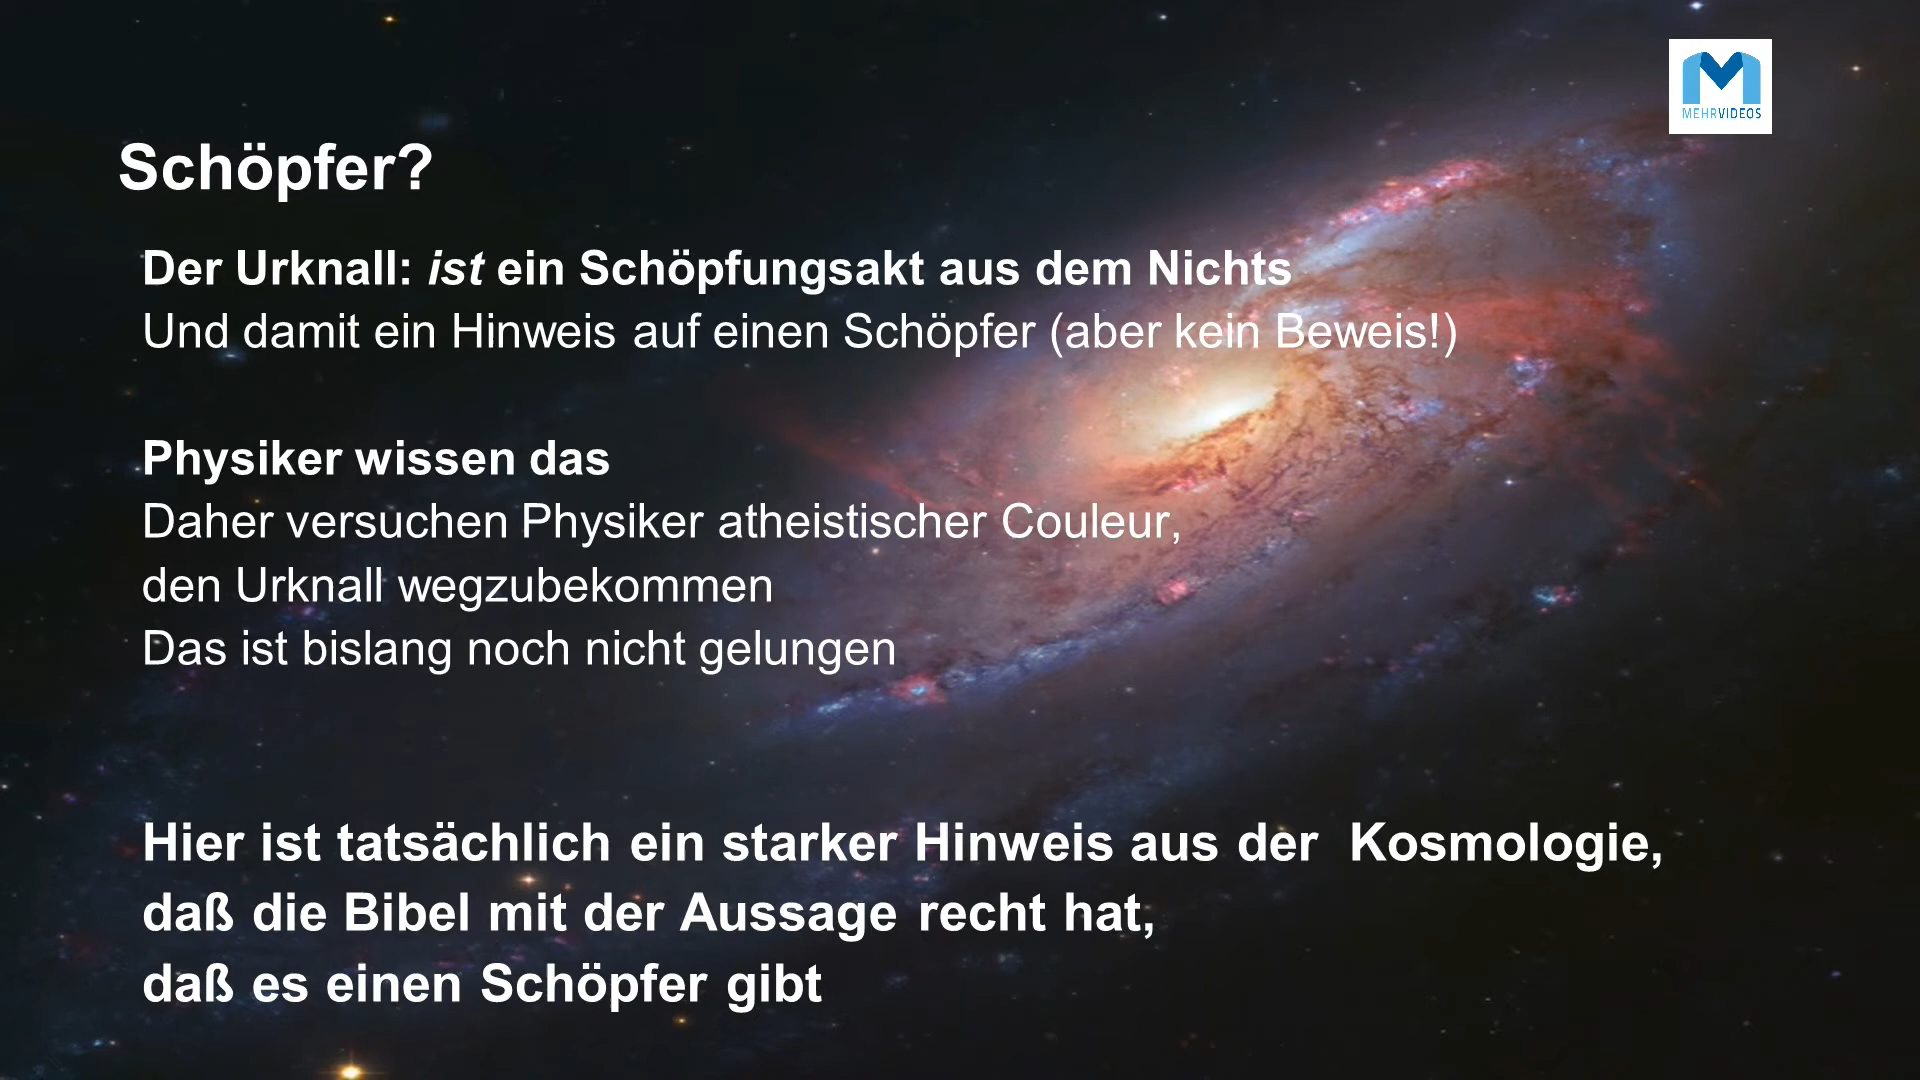 MEHRVIDEOS
Schöpfer?
Der Urknall: ist ein Schöpfungsakt aus dem Nichts
Und damit ein Hinweis auf einen Schöpfer (aber kein Beweis!)
Physiker wissen das
Daher versuchen Physiker atheistischer Couleur,
den Urknall wegzubekommen
Das ist bislang noch nicht gelungen
Hier ist tatsächlich ein starker Hinweis aus der Kosmologie,
daß die Bibel mit der Aussage recht hat,
daß es einen Schöpfer gibt